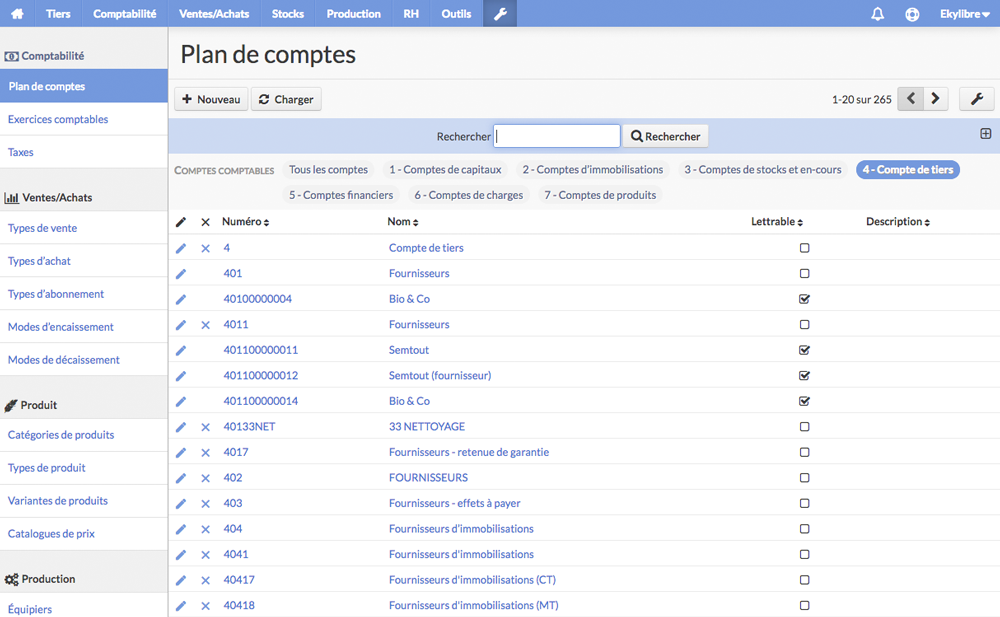 Tiers Comptabilité Ventes/Achats Stocks Production RH Outils Ekylibre
Comptabilité
Plan de comptes
Exercices comptables
Taxes
Ventes/Achats
Types de vente
Types d'achat
Types d'abonnement
Modes d'encaissement
Modes de décaissement
Produit
Catégories de produits
Types de produit
Variantes de produits
Catalogues de prix
Production
Équipiers
Plan de comptes
Nouveau Charger 1-20 sur 265
Rechercher Rechercher
COMPTES COMPTABLES Tous les comptes 1 - Comptes de capitaux 2 - Comptes d'immobilisations 3 - Comptes de stocks et en-cours 4 - Compte de tiers
5 - Comptes financiers 6 - Comptes de charges 7 - Comptes de produits
Numéro Nom Lettrable Description
4 Compte de tiers
401 Fournisseurs
40100000004 Bio & Co
4011 Fournisseurs
401100000011 Semtout
401100000012 Semtout (fournisseur)
401100000014 Bio & Co
40133NET 33 NETTOYAGE
4017 Fournisseurs - retenue de garantie
402 FOURNISSEURS
403 Fournisseurs - effets à payer
404 Fournisseurs d'immobilisations
4041 Fournisseurs d'immobilisations
40417 Fournisseurs d'immobilisations (CT)
40418 Fournisseurs d'immobilisations (MT)